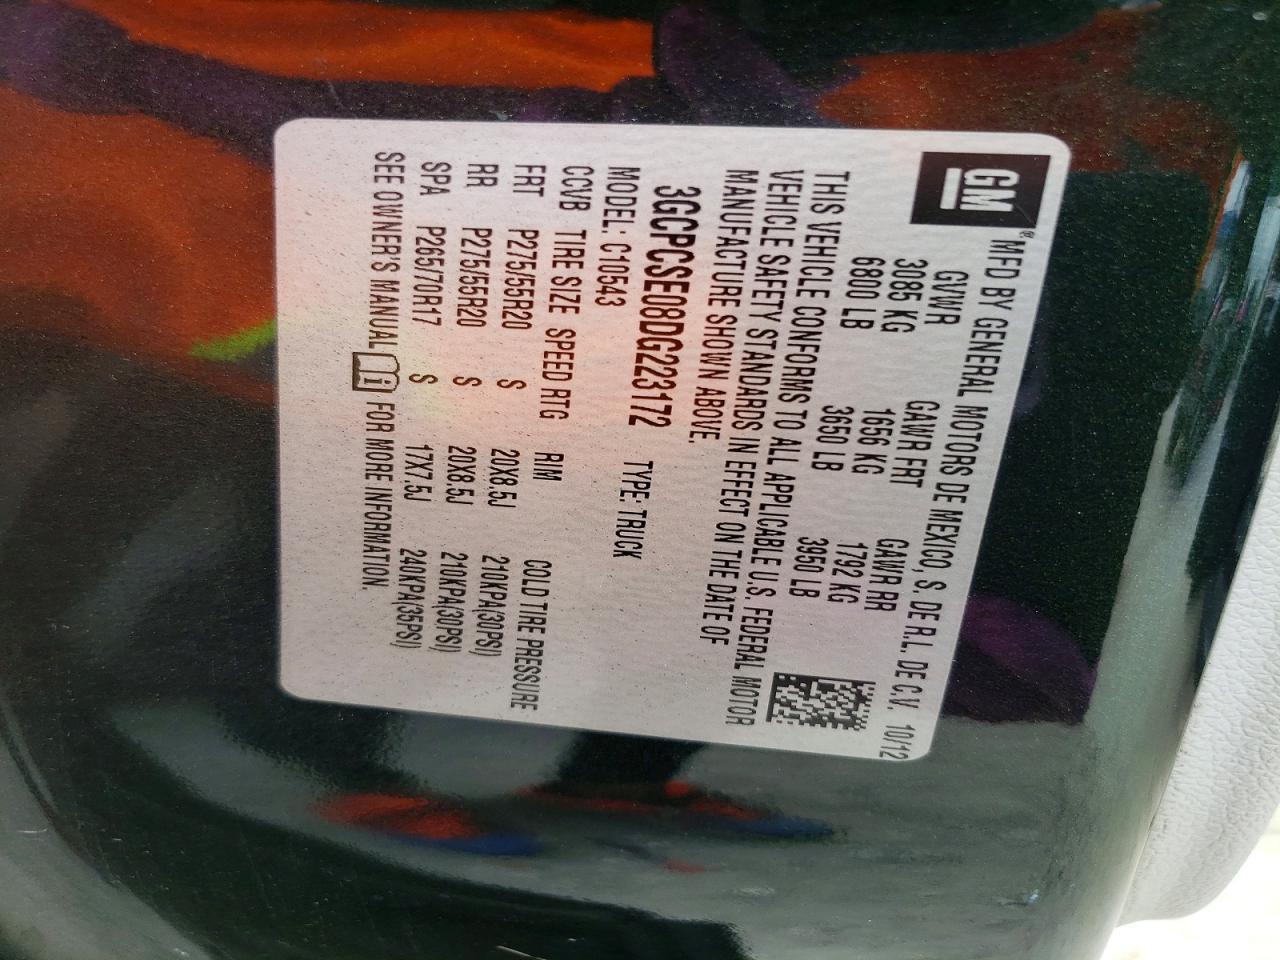 GM ® MFD BY GENERAL MOTORS DE MEXICO, S. DE R.L. DE C.V. 10/12
GVWR GAWR FRT GAWR RR
3085 KG 1656 KG 1792 KG
6800 LB 3650 LB 3950 LB
THIS VEHICLE CONFORMS TO ALL APPLICABLE U.S. FEDERAL MOTOR
VEHICLE SAFETY STANDARDS IN EFFECT ON THE DATE OF
MANUFACTURE SHOWN ABOVE.
3GCPCSE08DG223172 TYPE: TRUCK
MODEL: C10543
CCVB TIRE SIZE SPEED RTG RIM COLD TIRE PRESSURE
FRT P275/55R20 S 20X8.5J 210KPA(30PSI)
RR P275/55R20 S 20X8.5J 210KPA(30PSI)
SPA P265/70R17 S 17X7.5J 240KPA(35PSI)
SEE OWNER'S MANUAL i FOR MORE INFORMATION.